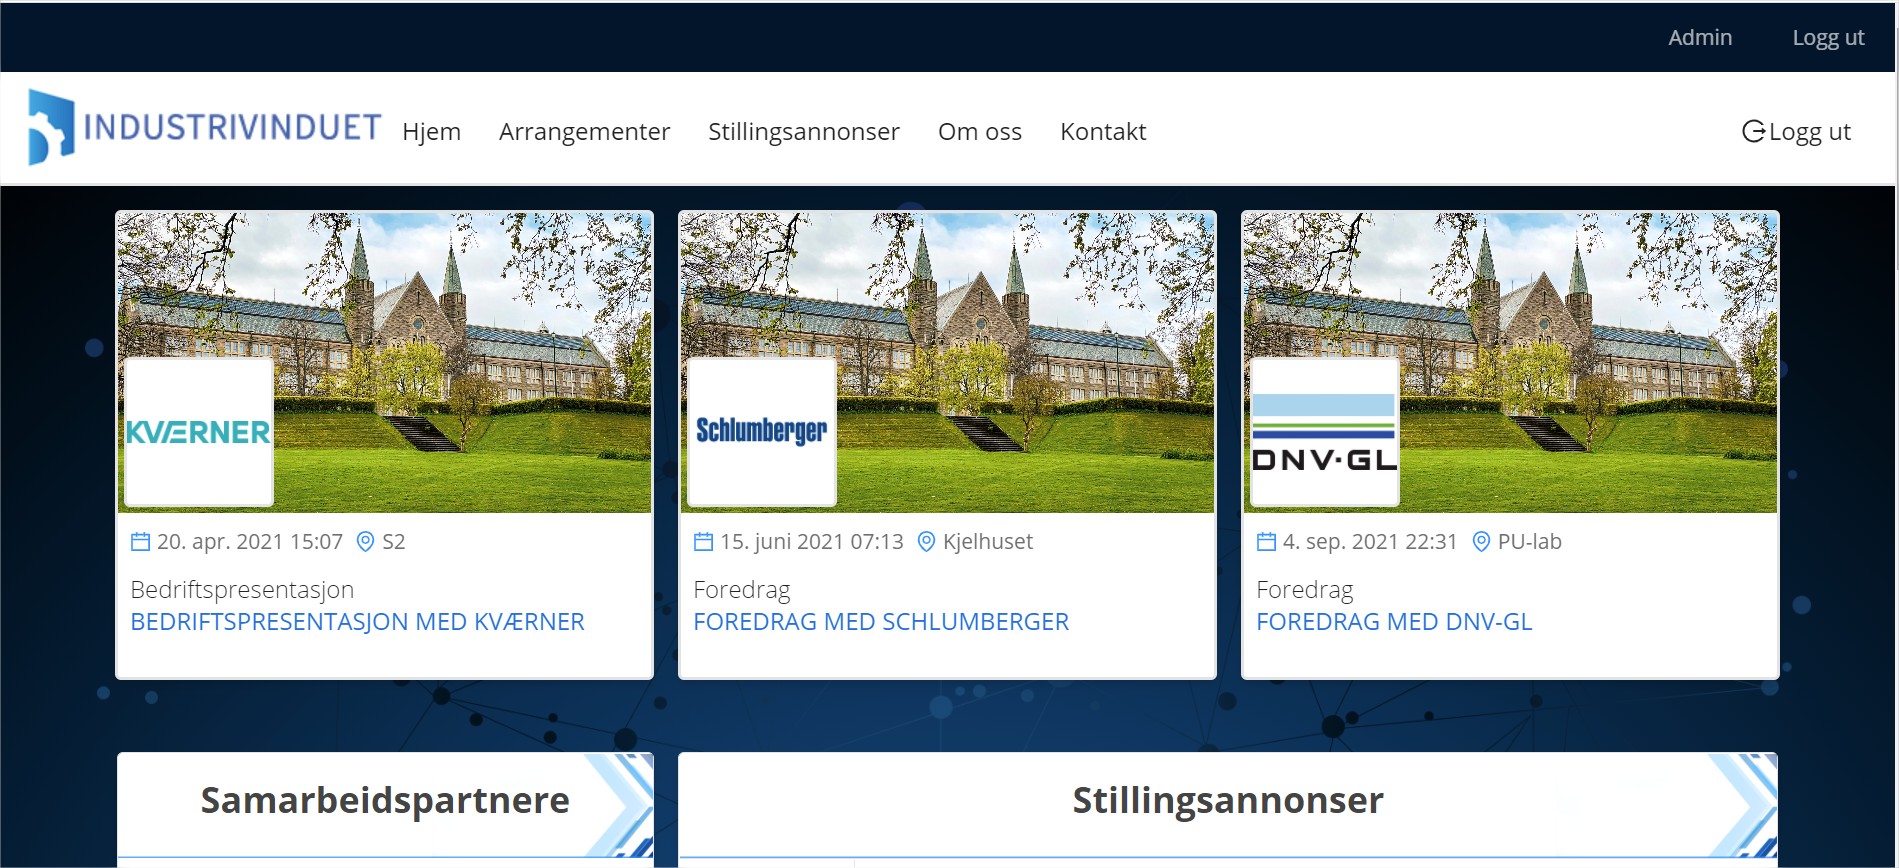 Admin Logg ut
INDUSTRIVINDUET Hjem Arrangementer Stillingsannonser Om oss Kontakt Logg ut
KVÆRNER
20. apr. 2021 15:07 S2
Bedriftspresentasjon
BEDRIFTSPRESENTASJON MED KVÆRNER
Schlumberger
15. juni 2021 07:13 Kjelhuset
Foredrag
FOREDRAG MED SCHLUMBERGER
DNV·GL
4. sep. 2021 22:31 PU-lab
Foredrag
FOREDRAG MED DNV-GL
Samarbeidspartnere
Stillingsannonser